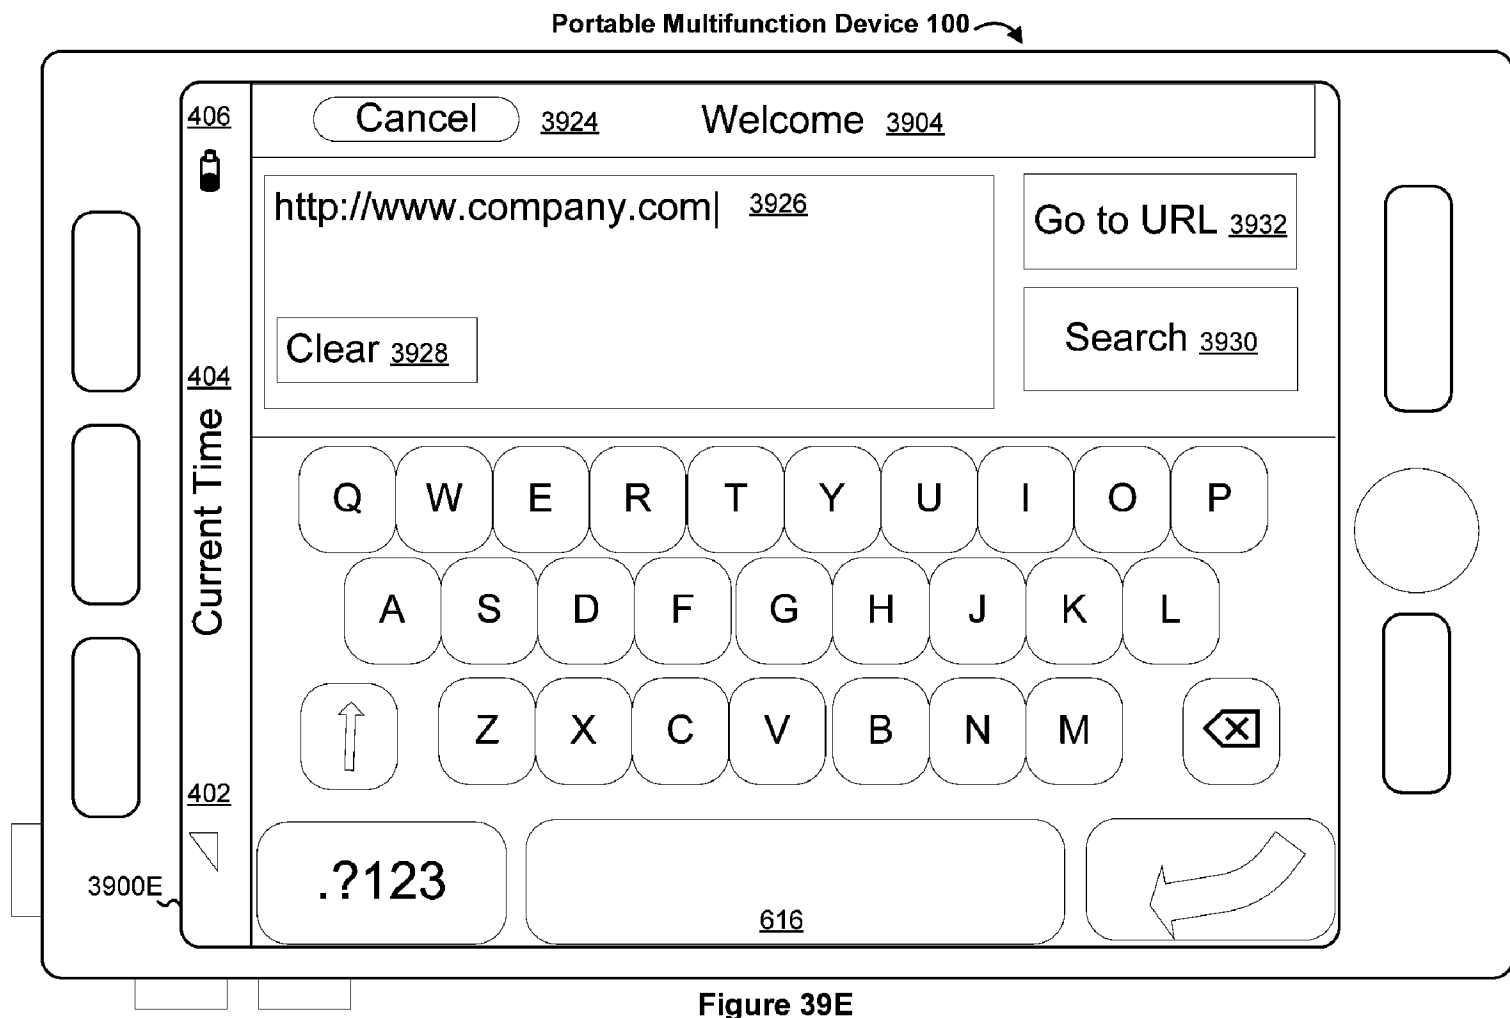 Portable Multifunction Device 100
406
Cancel 3924 Welcome 3904
http://www.company.com 3926
Go to URL 3932
Clear 3928
Search 3930
404
Current Time
Q W E R T Y U I O P
A S D F G H J K L
Z X C V B N M
402
3900E
.?123
616
Figure 39E